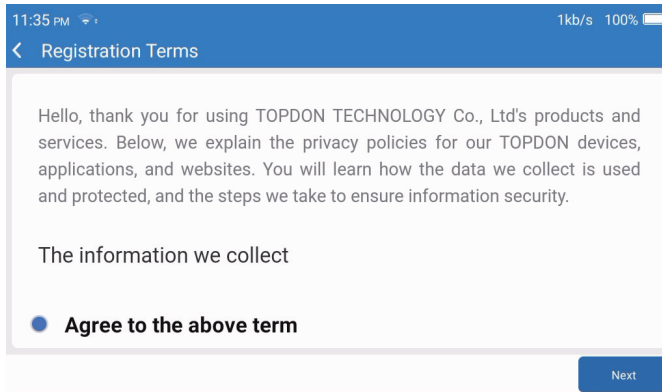 11:35 PM 1kb/s 100%
Registration Terms
Hello, thank you for using TOPDON TECHNOLOGY Co., Ltd's products and
services. Below, we explain the privacy policies for our TOPDON devices,
applications, and websites. You will learn how the data we collect is used
and protected, and the steps we take to ensure information security.
The information we collect
Agree to the above term
Next